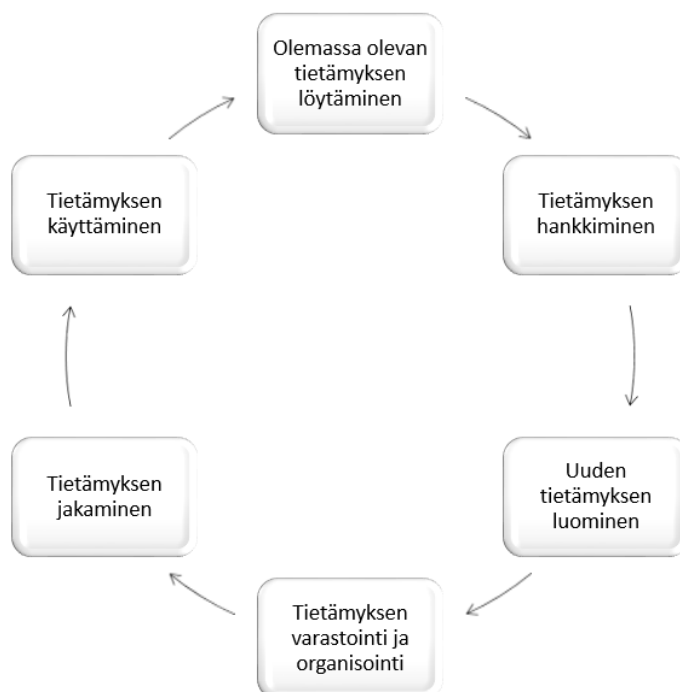 Olemassa olevan
tietämyksen
löytäminen
Tietämyksen
hankkiminen
Uuden
tietämyksen
luominen
Tietämyksen
varastointi ja
organisointi
Tietämyksen
jakaminen
Tietämyksen
käyttäminen